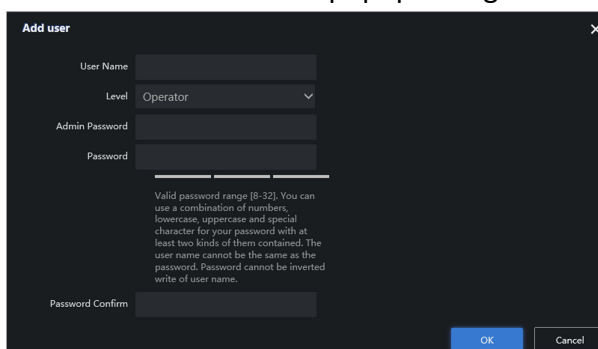 Add user
User Name
Level Operator
Admin Password
Password
Valid password range [8-32]. You can
use a combination of numbers,
lowercase, uppercase and special
character for your password with at
least two kinds of them contained. The
user name cannot be the same as the
password. Password cannot be inverted
write of user name.
Password Confirm
OK Cancel